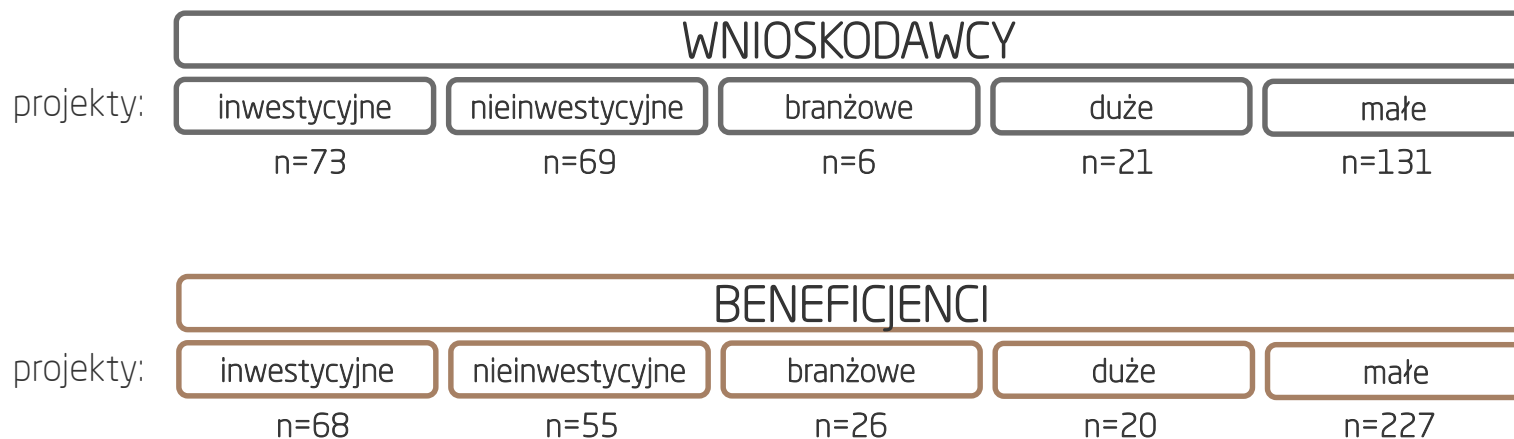 WNIOSKODAWCY
projekty: inwestycyjne nieinwestycyjne branżowe duże małe
n=73 n=69 n=6 n=21 n=131
BENEFICJENCI
projekty: inwestycyjne nieinwestycyjne branżowe duże małe
n=68 n=55 n=26 n=20 n=227